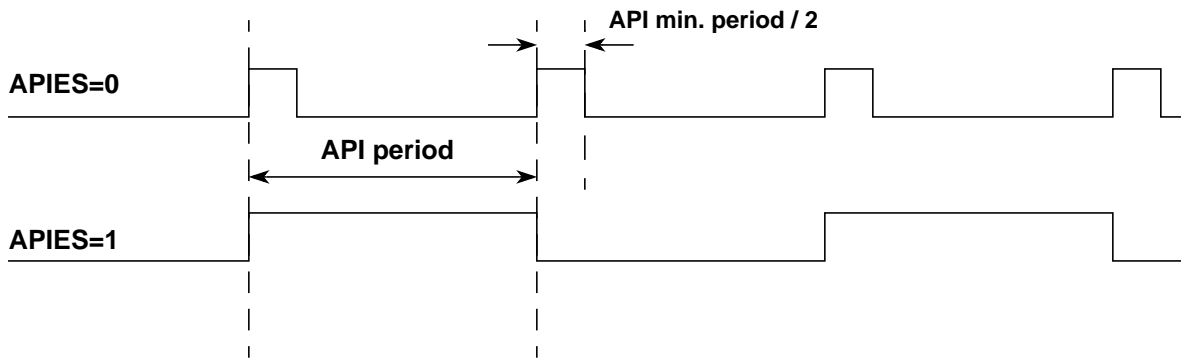 API min. period / 2
APIES=0
API period
APIES=1